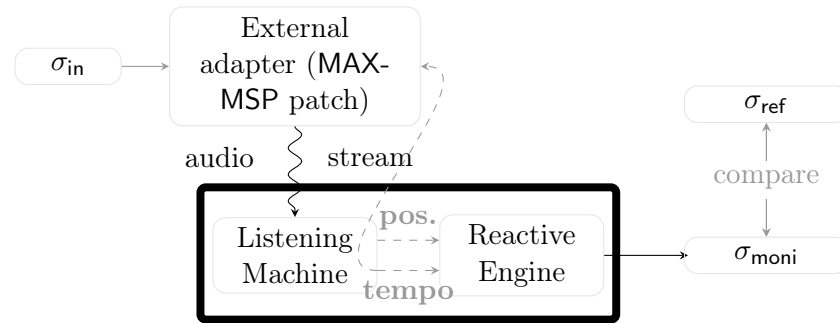 External
adapter (MAX-
MSP patch)
σin
audio stream
pos.
Listening
Machine
tempo
Reactive
Engine
σref
compare
σmoni